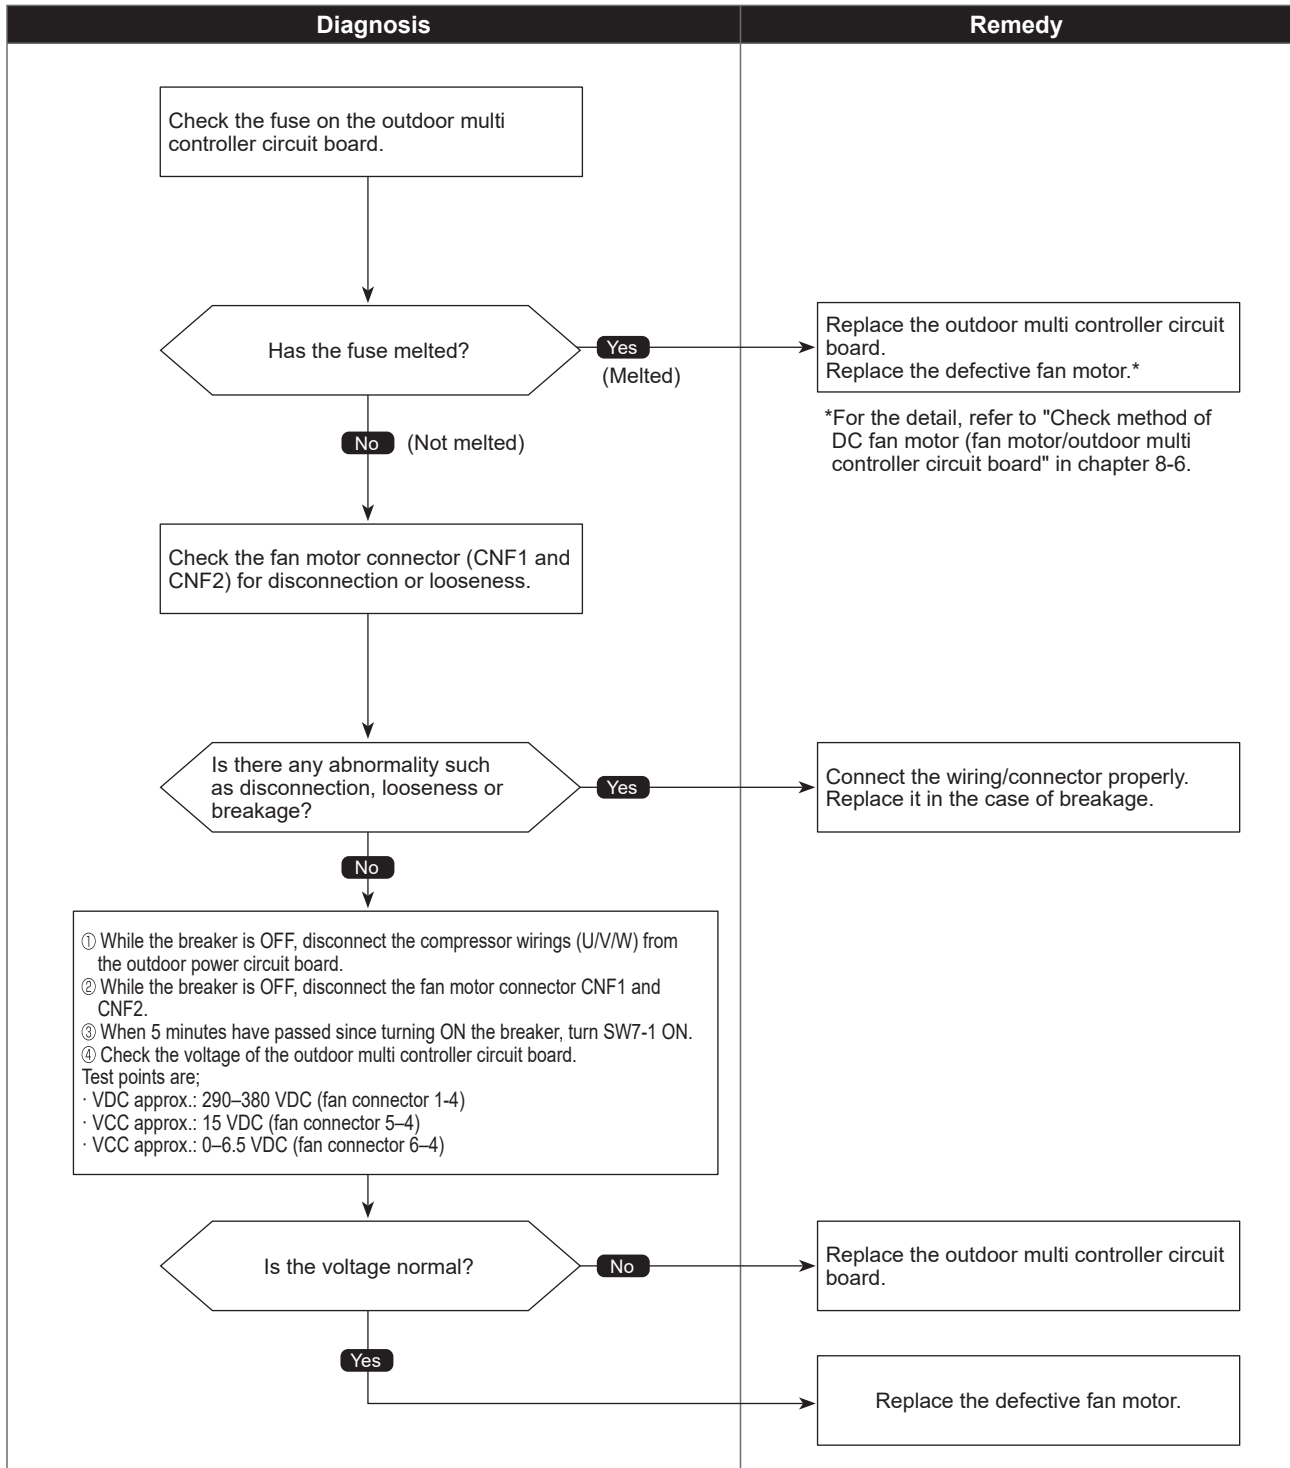 Diagnosis
Remedy
Check the fuse on the outdoor multi
controller circuit board.
Has the fuse melted?
Yes
(Melted)
Replace the outdoor multi controller circuit
board.
Replace the defective fan motor.*
*For the detail, refer to "Check method of
DC fan motor (fan motor/outdoor multi
controller circuit board" in chapter 8-6.
No (Not melted)
Check the fan motor connector (CNF1 and
CNF2) for disconnection or looseness.
Is there any abnormality such
as disconnection, looseness or
breakage?
Yes
Connect the wiring/connector properly.
Replace it in the case of breakage.
No
① While the breaker is OFF, disconnect the compressor wirings (U/V/W) from
the outdoor power circuit board.
② While the breaker is OFF, disconnect the fan motor connector CNF1 and
CNF2.
③ When 5 minutes have passed since turning ON the breaker, turn SW7-1 ON.
④ Check the voltage of the outdoor multi controller circuit board.
Test points are;
· VDC approx.: 290–380 VDC (fan connector 1-4)
· VCC approx.: 15 VDC (fan connector 5–4)
· VCC approx.: 0–6.5 VDC (fan connector 6–4)
Is the voltage normal?
No
Replace the outdoor multi controller circuit
board.
Yes
Replace the defective fan motor.